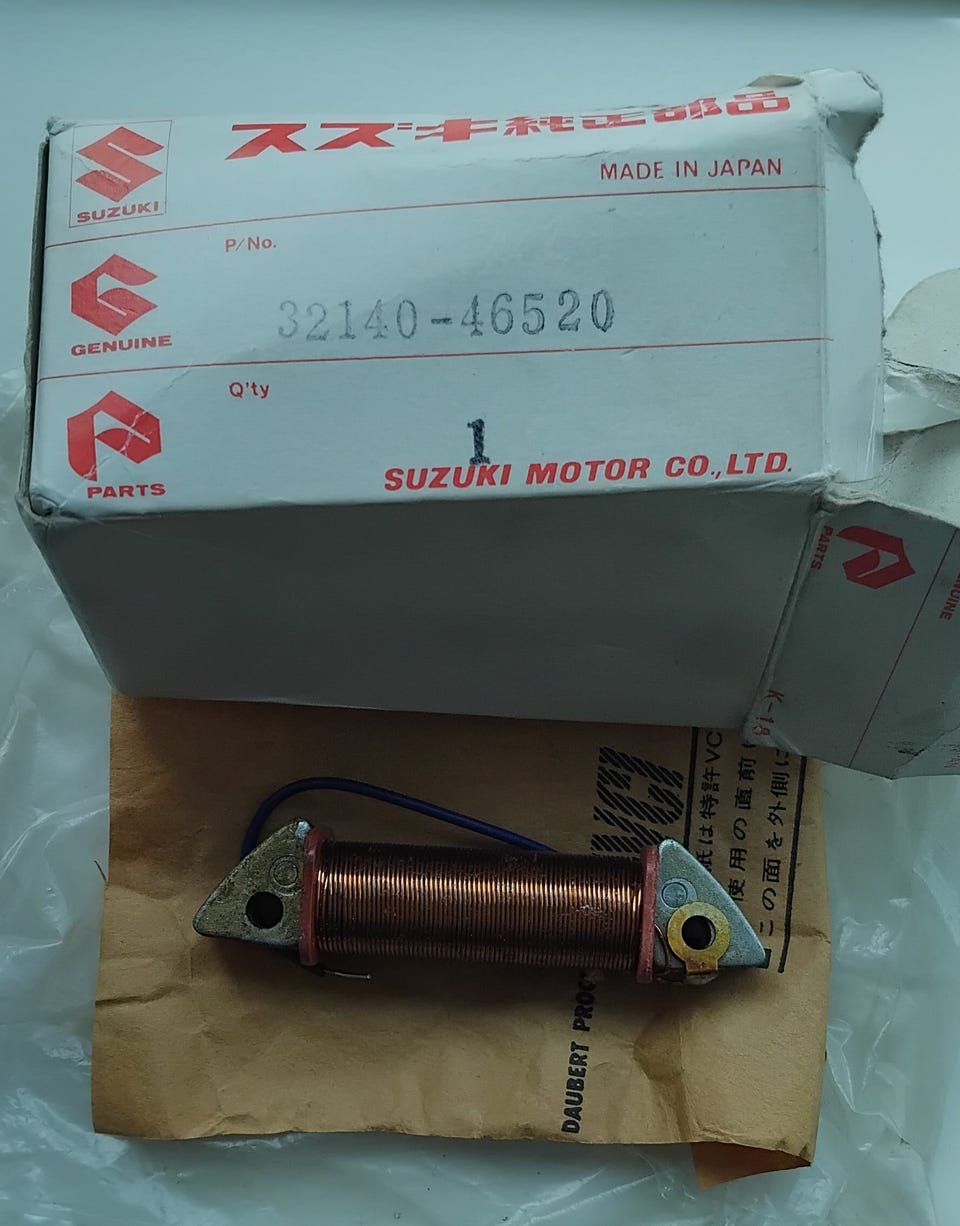 スズキ純正部品
MADE IN JAPAN
SUZUKI
P/No.
32140-46520
GENUINE
Q'ty
1
PARTS
SUZUKI MOTOR CO.,LTD.
PARTS
K-18
紙は特許VC
使用の直前
この面を外側に
DAUBERT